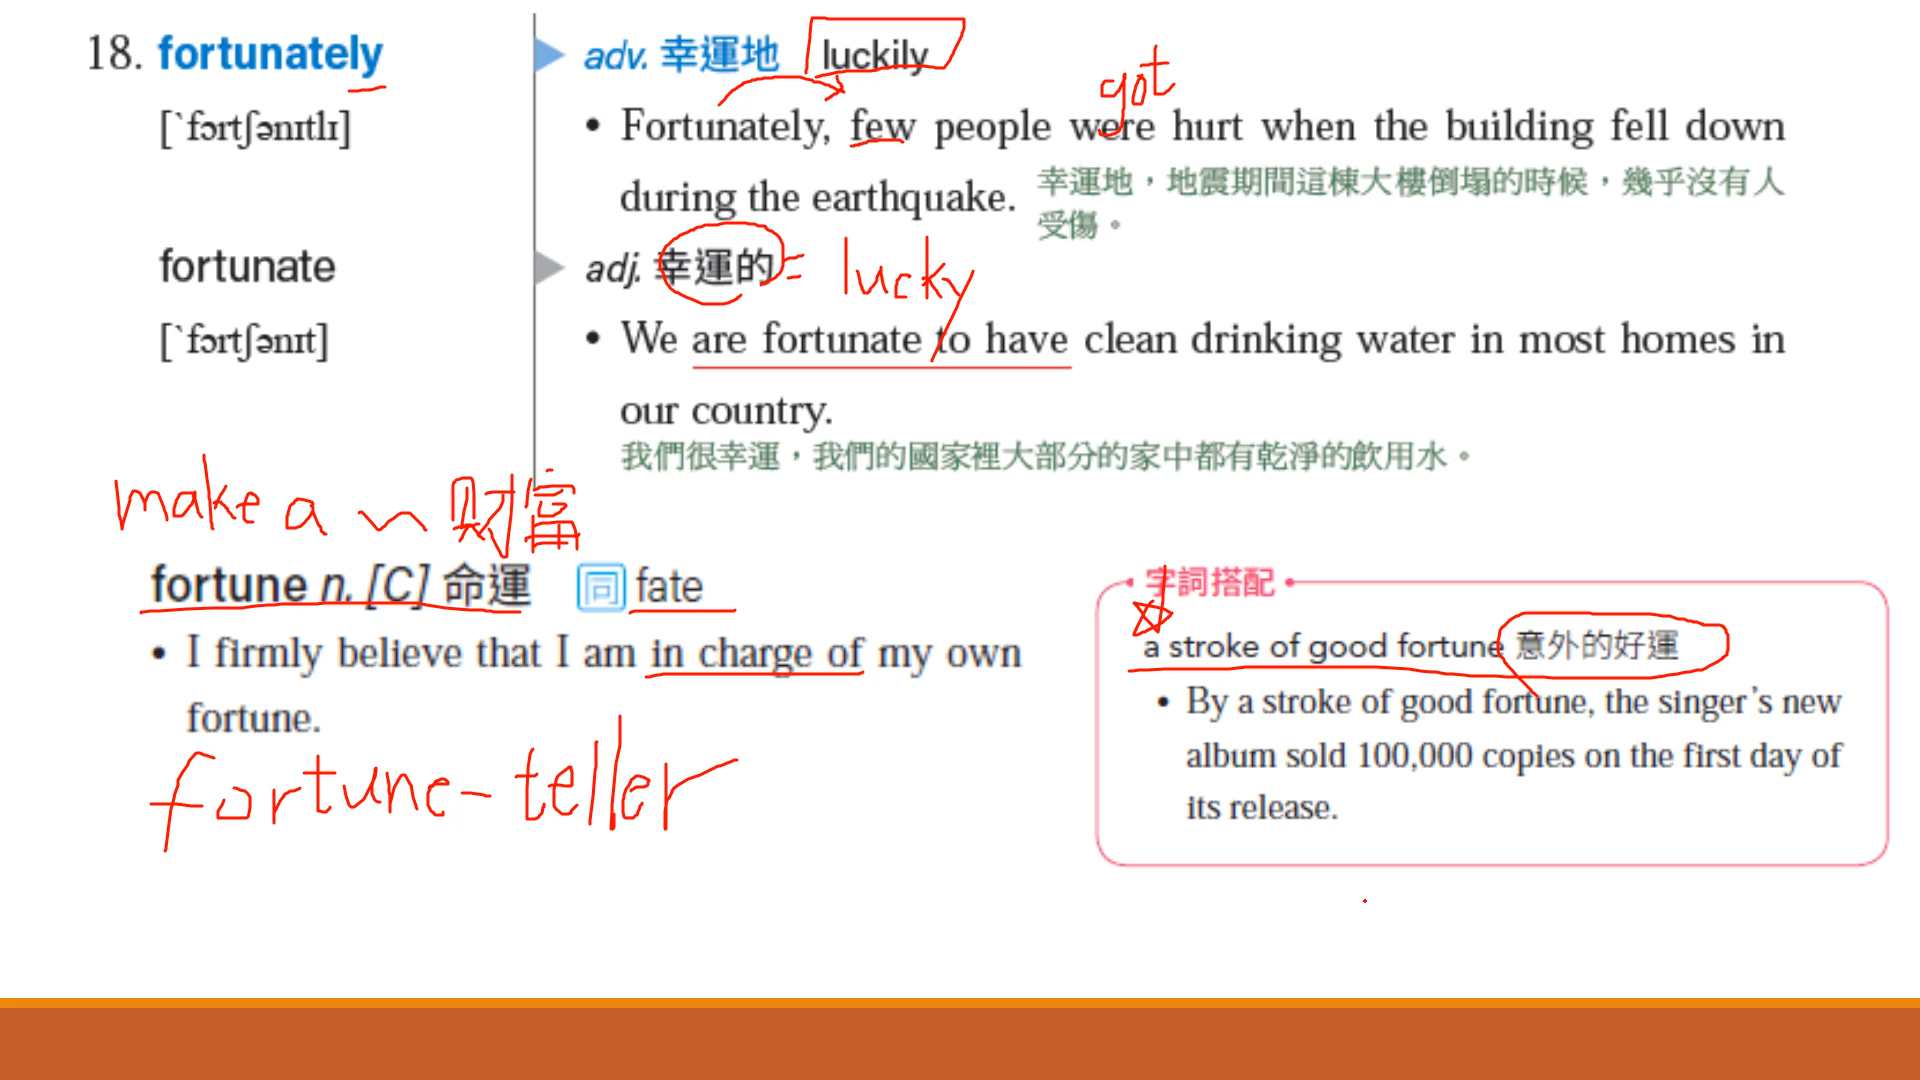 18. fortunately
adv. 幸運地 luckily
got
[ˋfɔrtʃənɪtlɪ]
• Fortunately, few people were hurt when the building fell down
during the earthquake.
幸運地，地震期間這棟大樓倒塌的時候，幾乎沒有人
受傷。
fortunate
adj. 幸運的 = lucky
[ˋfɔrtʃənɪt]
• We are fortunate to have clean drinking water in most homes in
our country.
我們很幸運，我們的國家裡大部分的家中都有乾淨的飲用水。
make a ~ 財富
fortune n. [C] 命運 同 fate
• I firmly believe that I am in charge of my own
fortune.
fortune-teller
字詞搭配
a stroke of good fortune 意外的好運
• By a stroke of good fortune, the singer's new
album sold 100,000 copies on the first day of
its release.